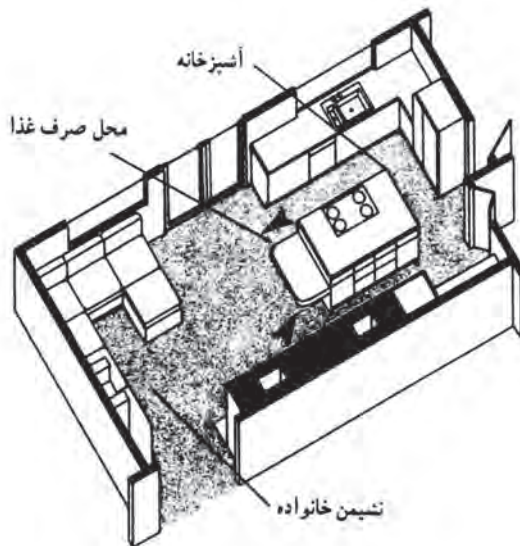 آشپزخانه
محل صرف غذا
نشیمن خانواده